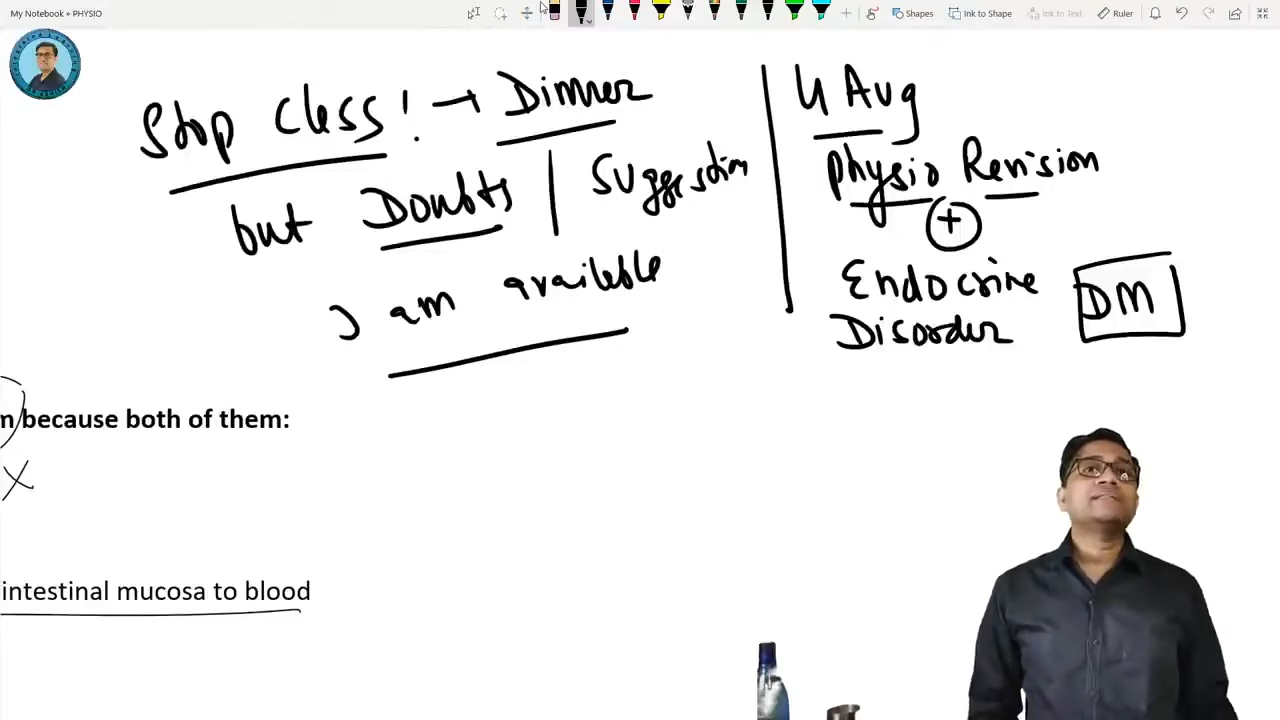 My Notebook » PHYSIO
Shapes
Ink to Shape
Ink to Text
Ruler
Stop Class! → Dinner
but Doubts | Suggestion
I am available
4 Aug
Physio Revision
+
Endocrine
Disorder
DM
n because both of them:
X
intestinal mucosa to blood